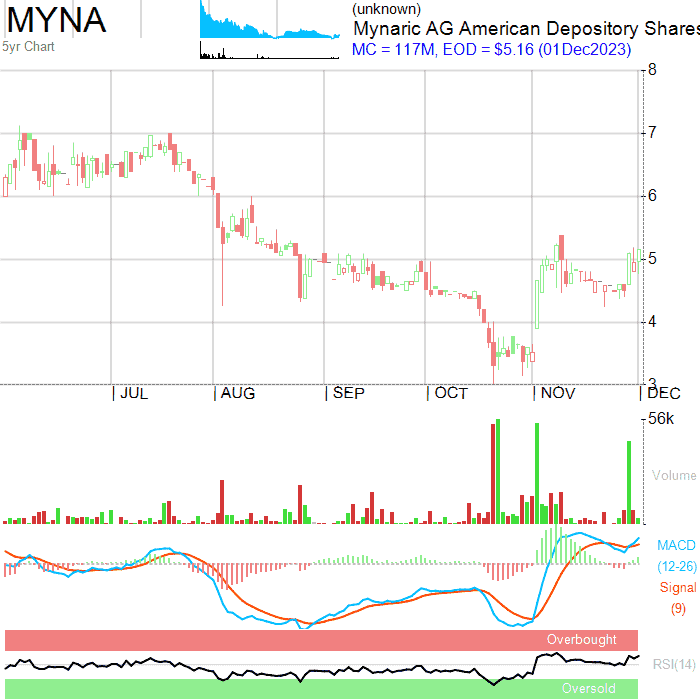 MYNA
5yr Chart
(unknown)
Mynaric AG American Depository Shares
MC = 117M, EOD = $5.16 (01Dec2023)
8
7
6
5
4
3
JUL AUG SEP OCT NOV DEC
56k
Volume
MACD
(12-26)
Signal
(9)
Overbought
RSI(14)
Oversold